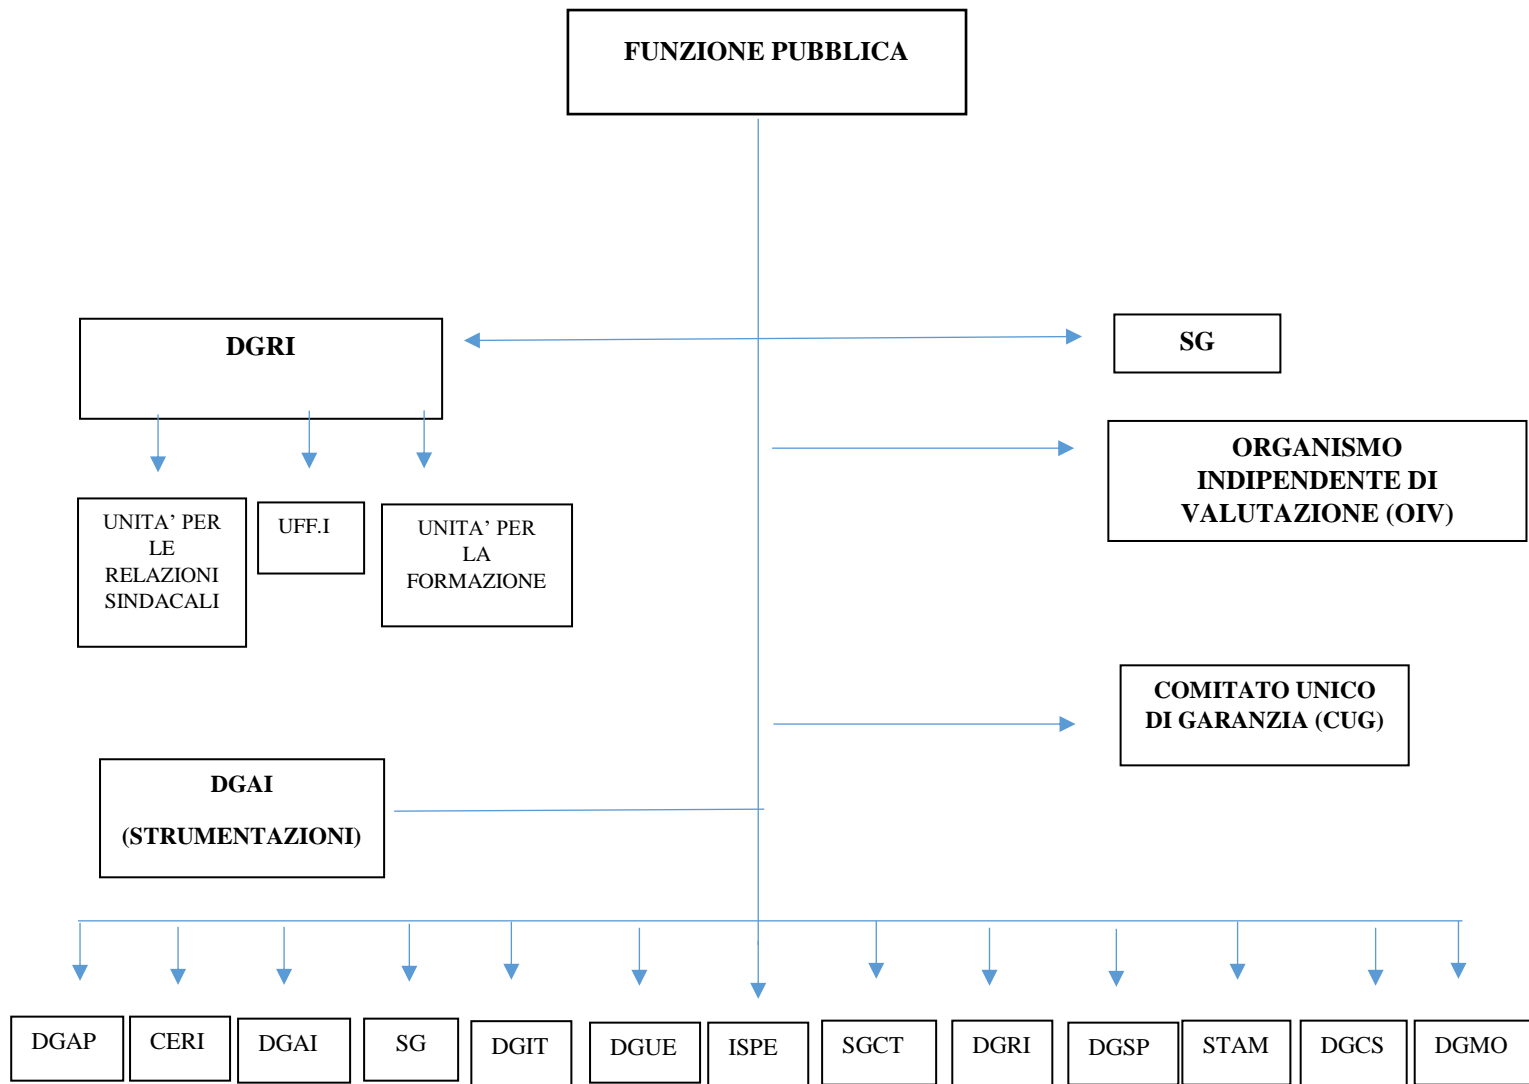 FUNZIONE PUBBLICA
DGRI
SG
ORGANISMO
INDIPENDENTE DI
VALUTAZIONE (OIV)
UNITA’ PER
LE
RELAZIONI
SINDACALI
UFF.I
UNITA’ PER
LA
FORMAZIONE
COMITATO UNICO
DI GARANZIA (CUG)
DGAI
(STRUMENTAZIONI)
DGAP
CERI
DGAI
SG
DGIT
DGUE
ISPE
SGCT
DGRI
DGSP
STAM
DGCS
DGMO